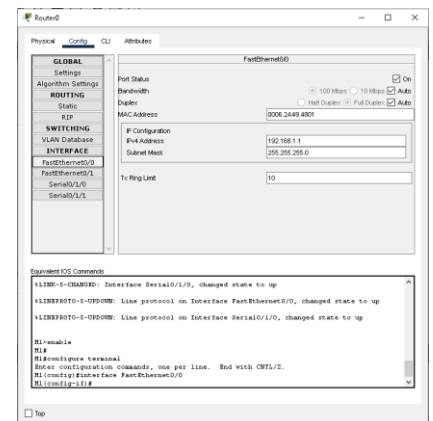 Router0
Physical Config CLI Attributes
GLOBAL
Settings
Algorithm Settings
ROUTING
Static
RIP
SWITCHING
VLAN Database
INTERFACE
FastEthernet0/0
FastEthernet0/1
Serial0/1/0
Serial0/1/1
FastEthernet0/0
Port Status On
Bandwidth 100 Mbps 10 Mbps Auto
Duplex Half Duplex Full Duplex Auto
MAC Address 0006.2A49.4801
IP Configuration
IPv4 Address 192.168.1.1
Subnet Mask 255.255.255.0
Tx Ring Limit 10
Equivalent IOS Commands
%LINK-5-CHANGED: Interface Serial0/1/0, changed state to up
%LINEPROTO-5-UPDOWN: Line protocol on Interface FastEthernet0/0, changed state to up
%LINEPROTO-5-UPDOWN: Line protocol on Interface Serial0/1/0, changed state to up
M1>enable
M1#
M1#configure terminal
Enter configuration commands, one per line. End with CNTL/Z.
M1(config)#interface FastEthernet0/0
M1(config-if)#
Top